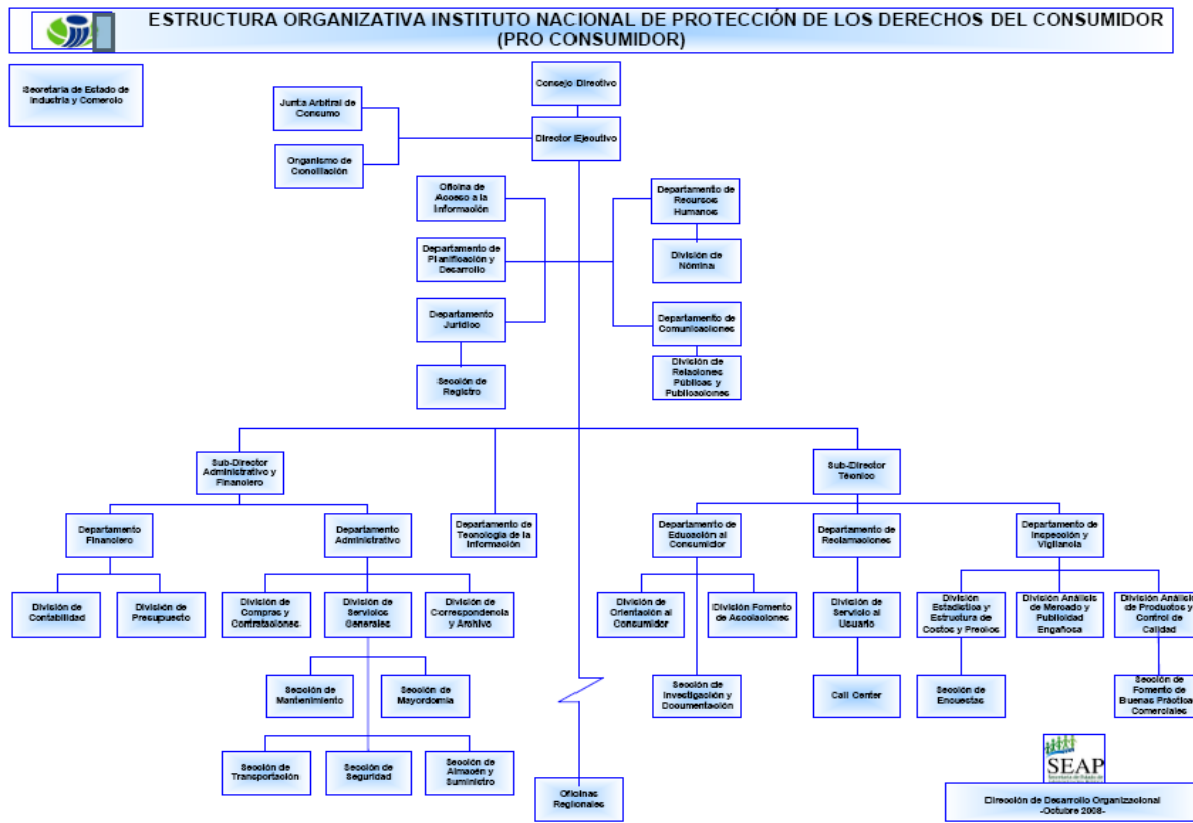 ESTRUCTURA ORGANIZATIVA INSTITUTO NACIONAL DE PROTECCIÓN DE LOS DERECHOS DEL CONSUMIDOR
(PRO CONSUMIDOR)
Secretaría de Estado de
Industria y Comercio
Consejo Directivo
Junta Arbitral de
Consumo
Director Ejecutivo
Organismo de
Conciliación
Oficina de
Acceso a la
Información
Departamento de
Recursos
Humanos
Departamento de
Planificación y
Desarrollo
División de
Nómina
Departamento
Jurídico
Departamento de
Comunicaciones
Sección de
Registro
División de
Relaciones
Públicas y
Publicaciones
Sub-Director
Administrativo y
Financiero
Sub-Director
Técnico
Departamento
Financiero
Departamento
Administrativo
Departamento de
Tecnología de la
Información
Departamento de
Educación al
Consumidor
Departamento de
Reclamaciones
Departamento de
Inspección y
Vigilancia
División de
Contabilidad
División de
Presupuesto
División de
Compras y
Contrataciones
División de
Servicios
Generales
División de
Correspondencia
y Archivo
División de
Orientación al
Consumidor
División Fomento
de Asociaciones
División de
Servicio al
Usuario
División
Estadística y
Estructura de
Costos y Precios
División Análisis
de Mercado y
Publicidad
Engañosa
División Análisis
de Productos y
Control de
Calidad
Sección de
Mantenimiento
Sección de
Mayordomía
Sección de
Investigación y
Documentación
Call Center
Sección de
Encuestas
Sección de
Fomento de
Buenas Prácticas
Comerciales
Sección de
Transportación
Sección de
Seguridad
Sección de
Almacén y
Suministro
Oficinas
Regionales
SEAP
Secretaría de Estado de
Dirección de Desarrollo Organizacional
-Octubre 2008-